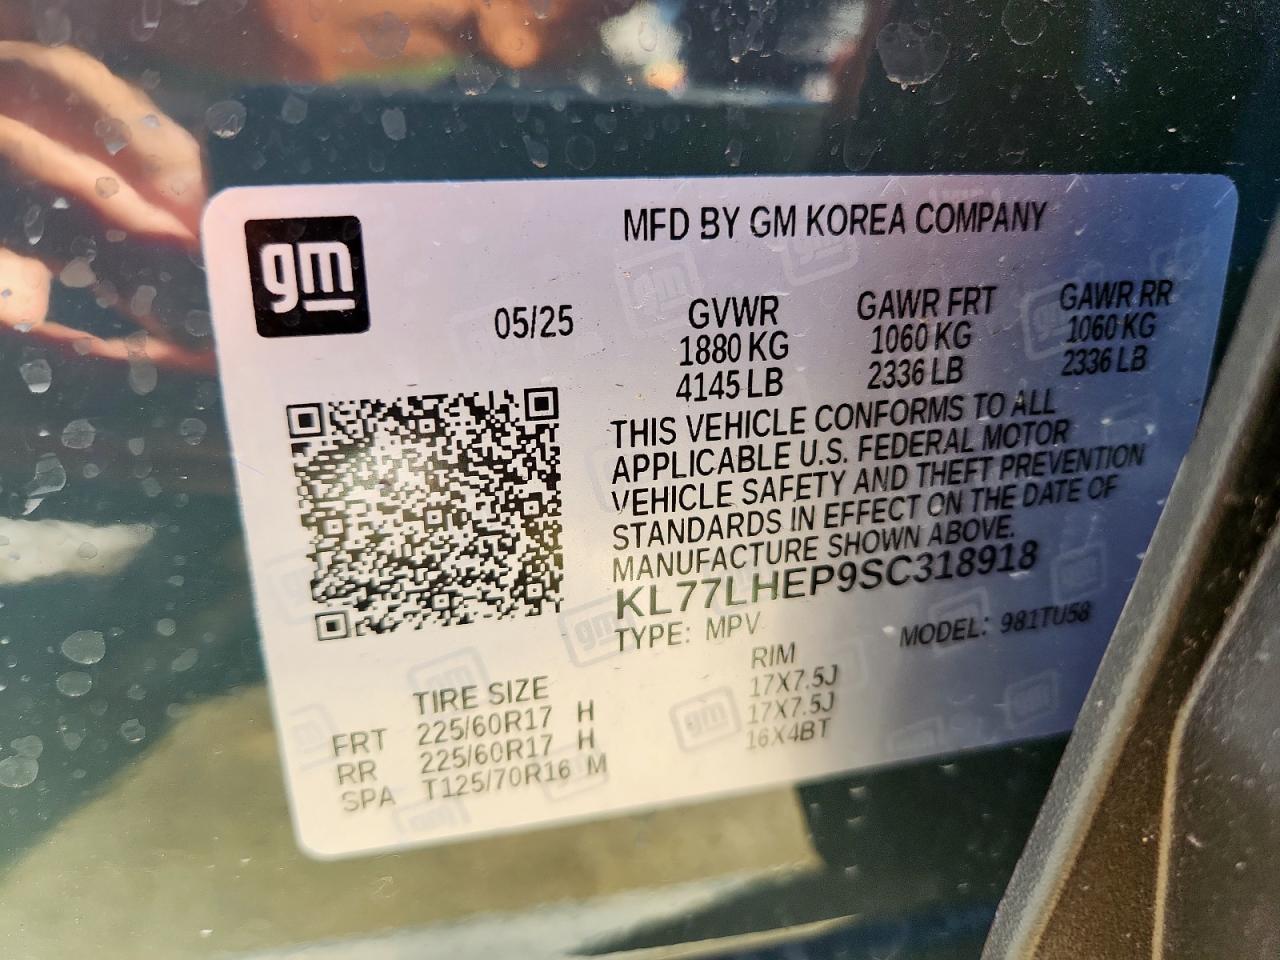 gm
MFD BY GM KOREA COMPANY
05/25
GVWR GAWR FRT GAWR RR
1880 KG 1060 KG 1060 KG
4145 LB 2336 LB 2336 LB
THIS VEHICLE CONFORMS TO ALL
APPLICABLE U.S. FEDERAL MOTOR
VEHICLE SAFETY AND THEFT PREVENTION
STANDARDS IN EFFECT ON THE DATE OF
MANUFACTURE SHOWN ABOVE.
KL77LHEP9SC318918
TYPE: MPV MODEL: 981TU58
TIRE SIZE RIM
FRT 225/60R17 H 17X7.5J
RR 225/60R17 H 17X7.5J
SPA T125/70R16 M 16X4BT